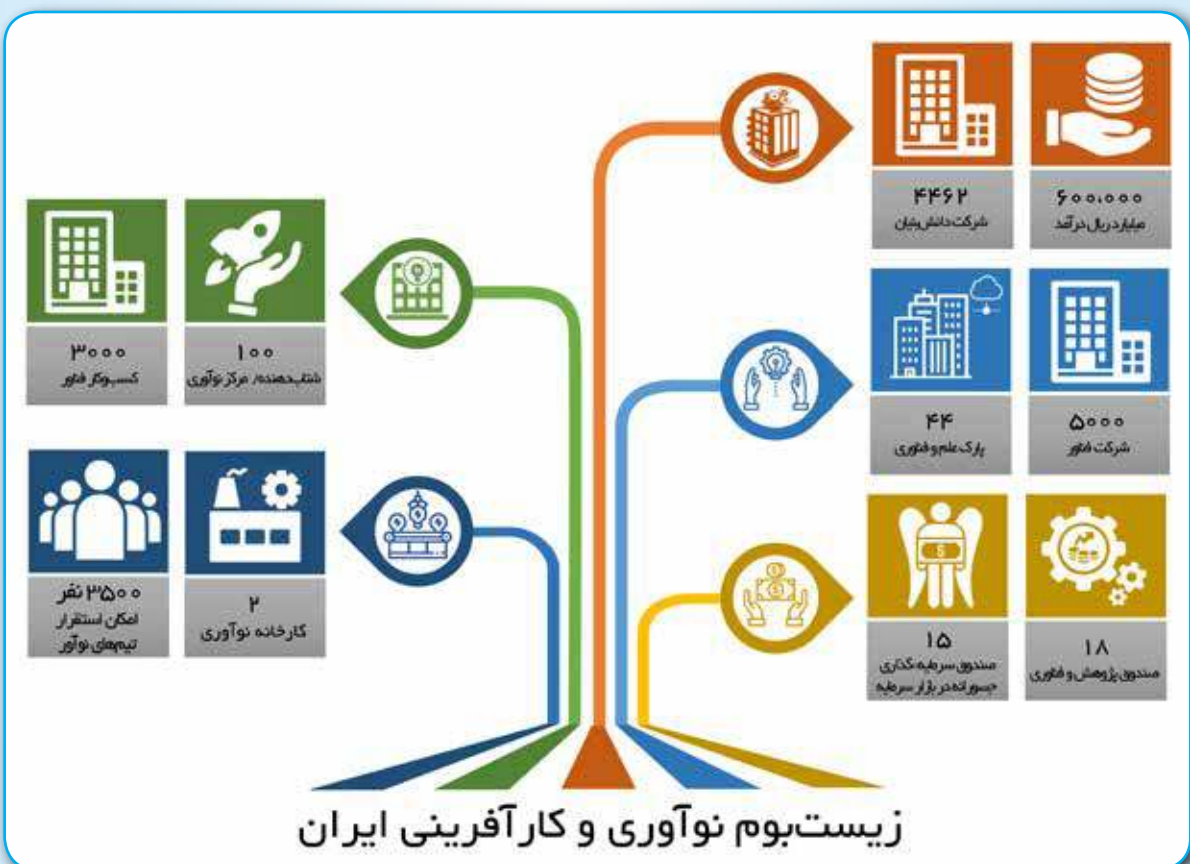 ۴۴۶۲
شرکت دانش‌بنیان
۶۰۰،۰۰۰
میلیارد ریال درآمد
۳۰۰۰
کسب‌وکار فناور
۱۰۰
شتاب‌دهنده/ مرکز نوآوری
۴۴
پارک علم و فناوری
۵۰۰۰
شرکت فناور
۳۵۰۰ نفر
امکان استقرار
تیم‌های نوآور
۲
کارخانه نوآوری
۱۵
صندوق سرمایه‌گذاری
جسورانه در بازار سرمایه
۱۸
صندوق پژوهش و فناوری
زیست‌بوم نوآوری و کارآفرینی ایران